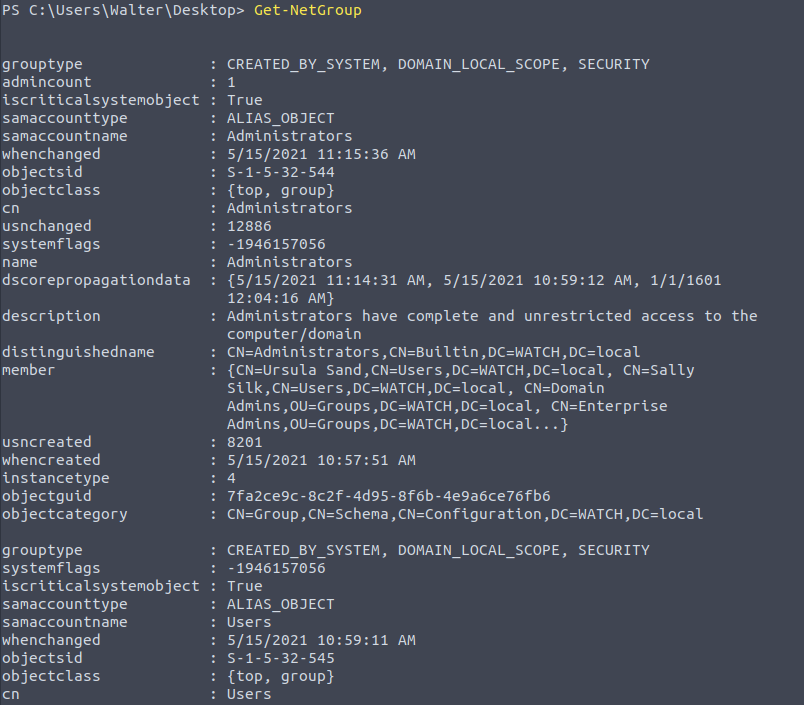 PS C:\Users\Walter\Desktop> Get-NetGroup
grouptype : CREATED_BY_SYSTEM, DOMAIN_LOCAL_SCOPE, SECURITY
admincount : 1
iscriticalsystemobject : True
samaccounttype : ALIAS_OBJECT
samaccountname : Administrators
whenchanged : 5/15/2021 11:15:36 AM
objectsid : S-1-5-32-544
objectclass : {top, group}
cn : Administrators
usnchanged : 12886
systemflags : -1946157056
name : Administrators
dscorepropagationdata : {5/15/2021 11:14:31 AM, 5/15/2021 10:59:12 AM, 1/1/1601
12:04:16 AM}
description : Administrators have complete and unrestricted access to the
computer/domain
distinguishedname : CN=Administrators,CN=Builtin,DC=WATCH,DC=local
member : {CN=Ursula Sand,CN=Users,DC=WATCH,DC=local, CN=Sally
Silk,CN=Users,DC=WATCH,DC=local, CN=Domain
Admins,OU=Groups,DC=WATCH,DC=local, CN=Enterprise
Admins,OU=Groups,DC=WATCH,DC=local...}
usncreated : 8201
whencreated : 5/15/2021 10:57:51 AM
instancetype : 4
objectguid : 7fa2ce9c-8c2f-4d95-8f6b-4e9a6ce76fb6
objectcategory : CN=Group,CN=Schema,CN=Configuration,DC=WATCH,DC=local
grouptype : CREATED_BY_SYSTEM, DOMAIN_LOCAL_SCOPE, SECURITY
systemflags : -1946157056
iscriticalsystemobject : True
samaccounttype : ALIAS_OBJECT
samaccountname : Users
whenchanged : 5/15/2021 10:59:11 AM
objectsid : S-1-5-32-545
objectclass : {top, group}
cn : Users